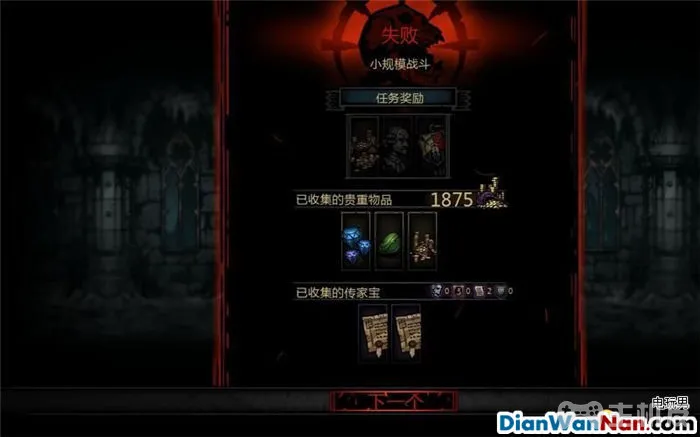 失败
小规模战斗
任务奖励
已收集的贵重物品 1875
已收集的传家宝 0 0 2 0
下一个
电玩男
DianWanNan.com